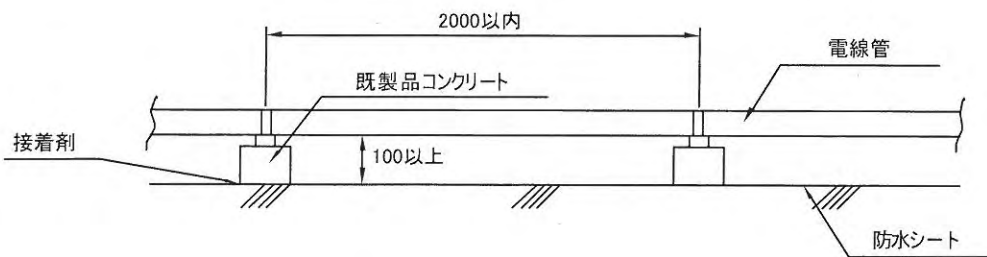 2000以内
電線管
既製品コンクリート
接着剤
100以上
防水シート